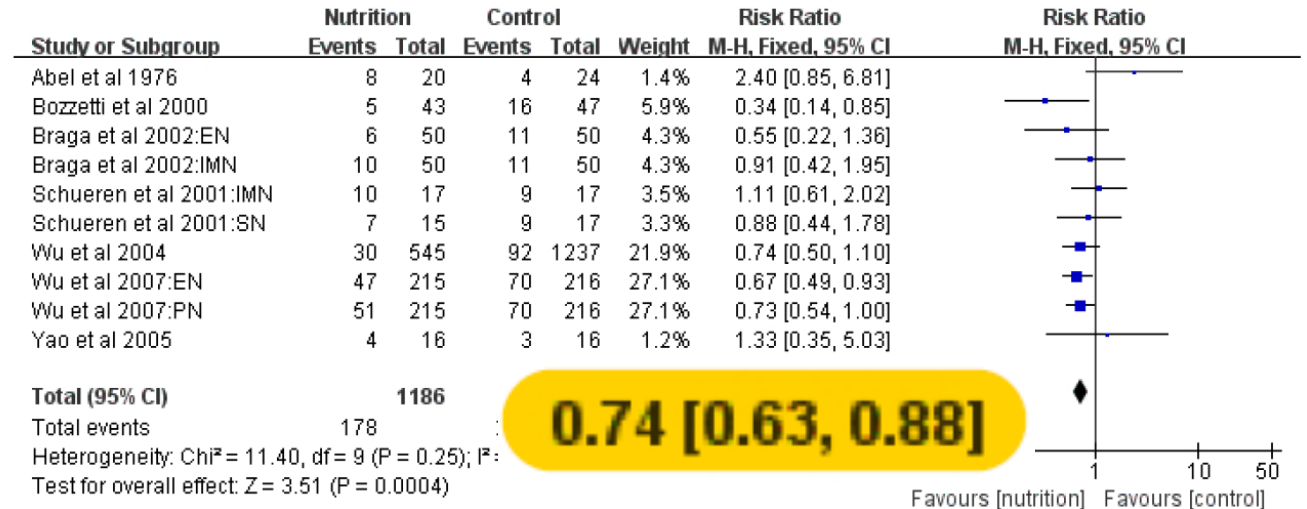 Nutrition Control Risk Ratio Risk Ratio
Study or Subgroup Events Total Events Total Weight M-H, Fixed, 95% CI M-H, Fixed, 95% CI
Abel et al 1976 8 20 4 24 1.4% 2.40 [0.85, 6.81]
Bozzetti et al 2000 5 43 16 47 5.9% 0.34 [0.14, 0.85]
Braga et al 2002:EN 6 50 11 50 4.3% 0.55 [0.22, 1.36]
Braga et al 2002:IMN 10 50 11 50 4.3% 0.91 [0.42, 1.95]
Schueren et al 2001:IMN 10 17 9 17 3.5% 1.11 [0.61, 2.02]
Schueren et al 2001:SN 7 15 9 17 3.3% 0.88 [0.44, 1.78]
Wu et al 2004 30 545 92 1237 21.9% 0.74 [0.50, 1.10]
Wu et al 2007:EN 47 215 70 216 27.1% 0.67 [0.49, 0.93]
Wu et al 2007:PN 51 215 70 216 27.1% 0.73 [0.54, 1.00]
Yao et al 2005 4 16 3 16 1.2% 1.33 [0.35, 5.03]
Total (95% CI) 1186
0.74 [0.63, 0.88]
Total events 178
Heterogeneity: Chi² = 11.40, df = 9 (P = 0.25); I² =
Test for overall effect: Z = 3.51 (P = 0.0004)
1 10 50
Favours [nutrition] Favours [control]